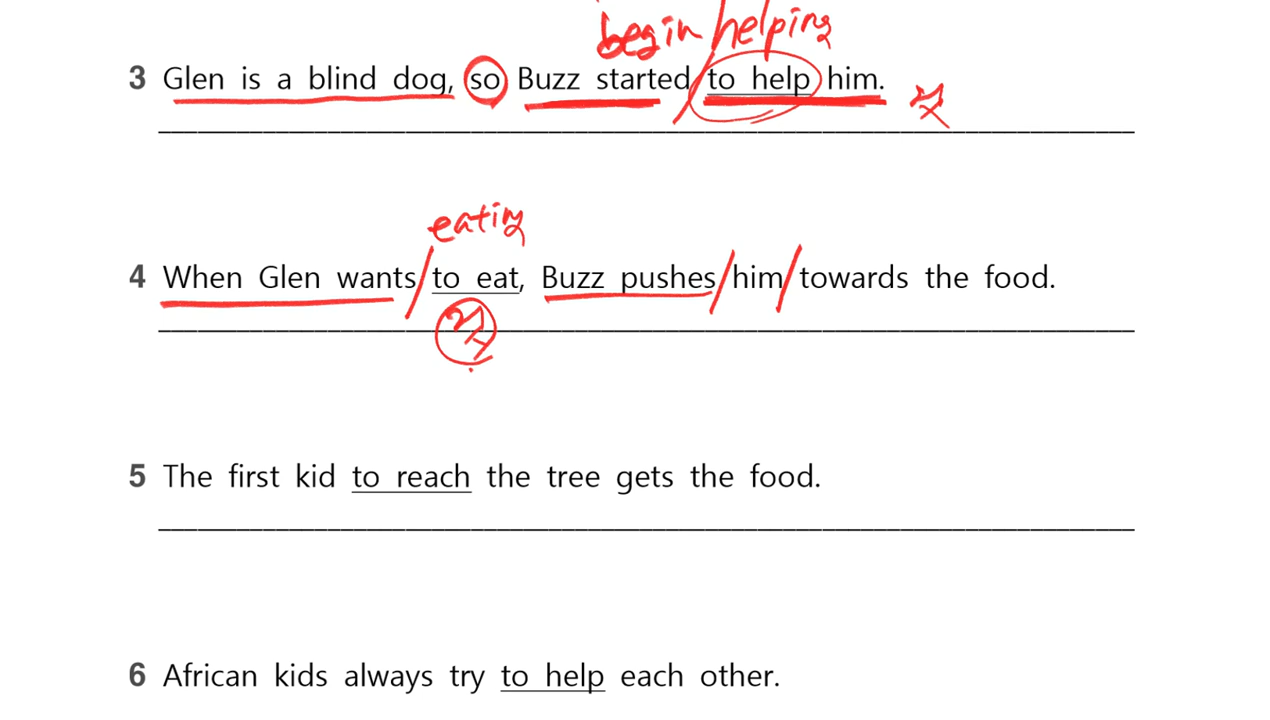 begin helping
3 Glen is a blind dog, so Buzz started to help him.
eating
4 When Glen wants to eat, Buzz pushes him towards the food.
5 The first kid to reach the tree gets the food.
6 African kids always try to help each other.